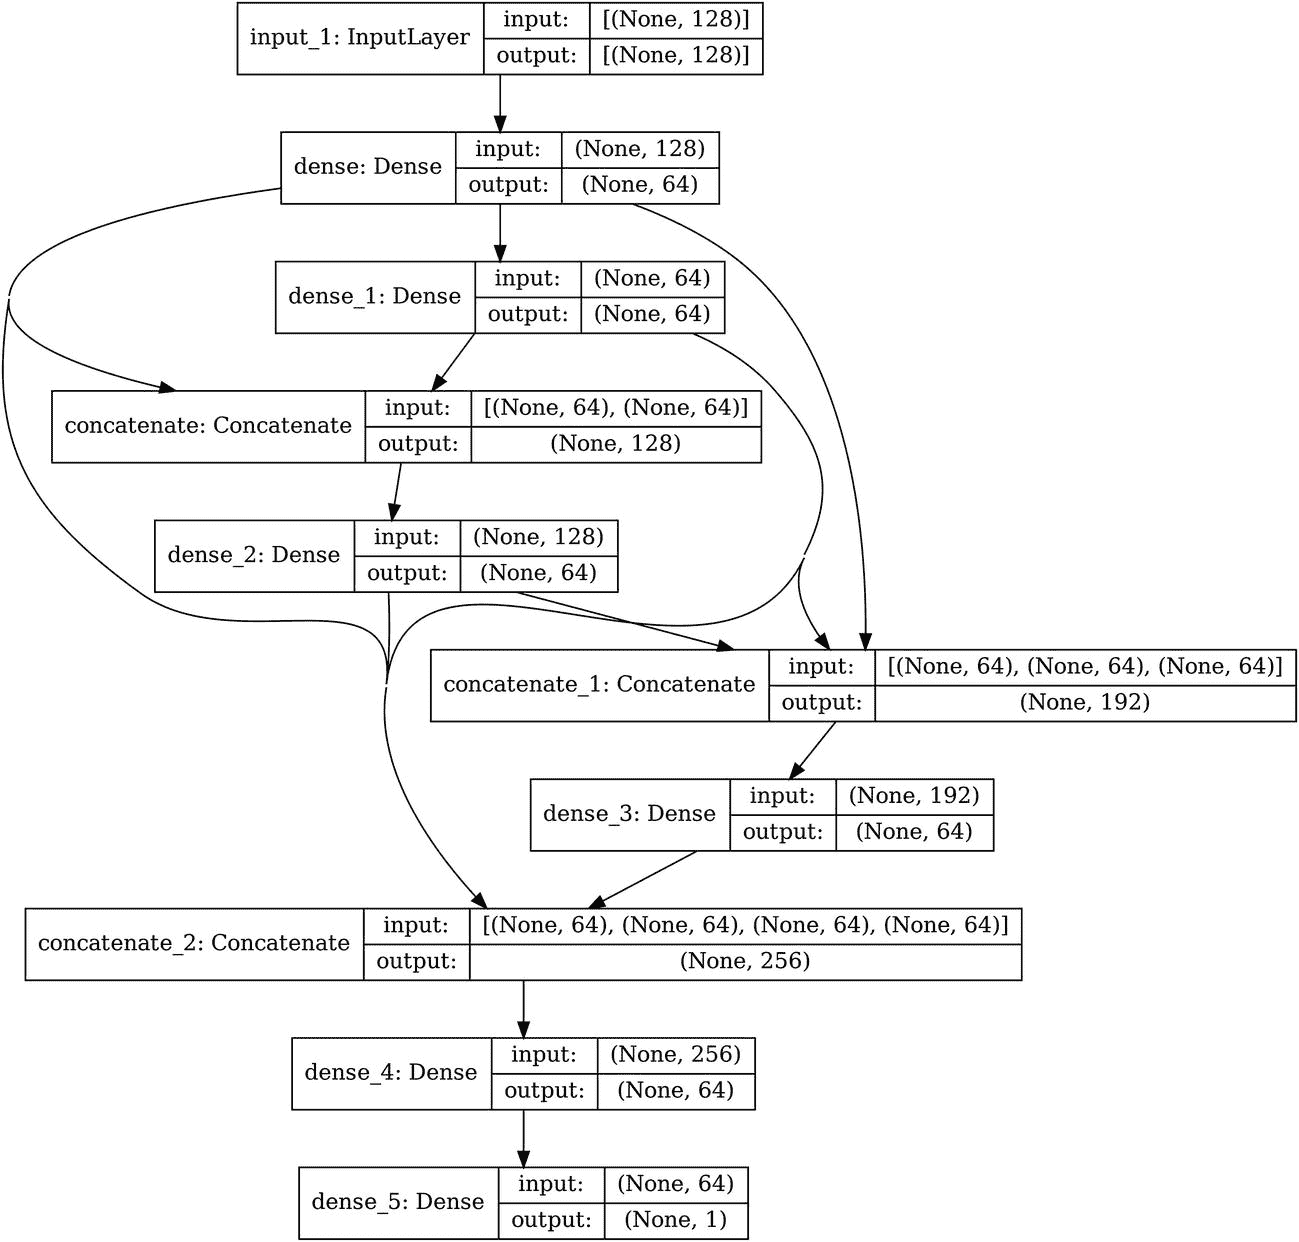 input_1: InputLayer
input: [(None, 128)]
output: [(None, 128)]
dense: Dense
input: (None, 128)
output: (None, 64)
dense_1: Dense
input: (None, 64)
output: (None, 64)
concatenate: Concatenate
input: [(None, 64), (None, 64)]
output: (None, 128)
dense_2: Dense
input: (None, 128)
output: (None, 64)
concatenate_1: Concatenate
input: [(None, 64), (None, 64), (None, 64)]
output: (None, 192)
dense_3: Dense
input: (None, 192)
output: (None, 64)
concatenate_2: Concatenate
input: [(None, 64), (None, 64), (None, 64), (None, 64)]
output: (None, 256)
dense_4: Dense
input: (None, 256)
output: (None, 64)
dense_5: Dense
input: (None, 64)
output: (None, 1)